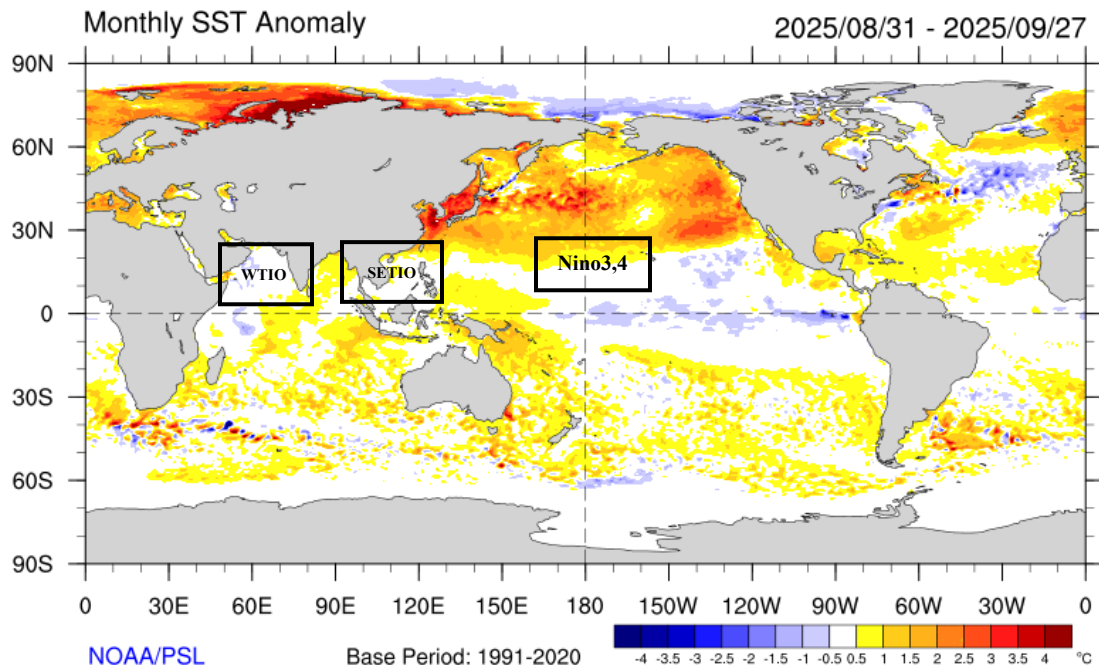 Monthly SST Anomaly 2025/08/31 - 2025/09/27
90N
60N
30N
0
30S
60S
90S
WTIO SETIO Nino3,4
0 30E 60E 90E 120E 150E 180 150W 120W 90W 60W 30W 0
NOAA/PSL Base Period: 1991-2020
-4 -3.5 -3 -2.5 -2 -1.5 -1 -0.5 0.5 1 1.5 2 2.5 3 3.5 4 °C